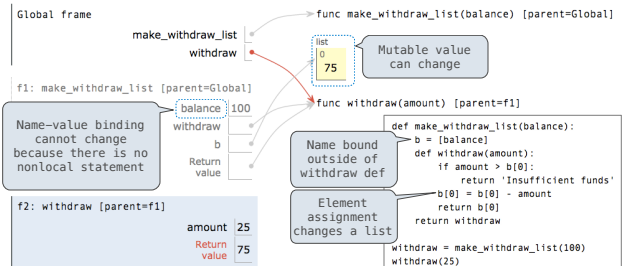 Global frame
make_withdraw_list
withdraw
func make_withdraw_list(balance) [parent=Global]
list
0
75
Mutable value
can change
f1: make_withdraw_list [parent=Global]
balance 100
withdraw
b
Return
value
func withdraw(amount) [parent=f1]
Name-value binding
cannot change
because there is no
nonlocal statement
Name bound
outside of
withdraw def
Element
assignment
changes a list
def make_withdraw_list(balance):
b = [balance]
def withdraw(amount):
if amount > b[0]:
return 'Insufficient funds'
b[0] = b[0] - amount
return b[0]
return withdraw
withdraw = make_withdraw_list(100)
withdraw(25)
f2: withdraw [parent=f1]
amount 25
Return
value 75